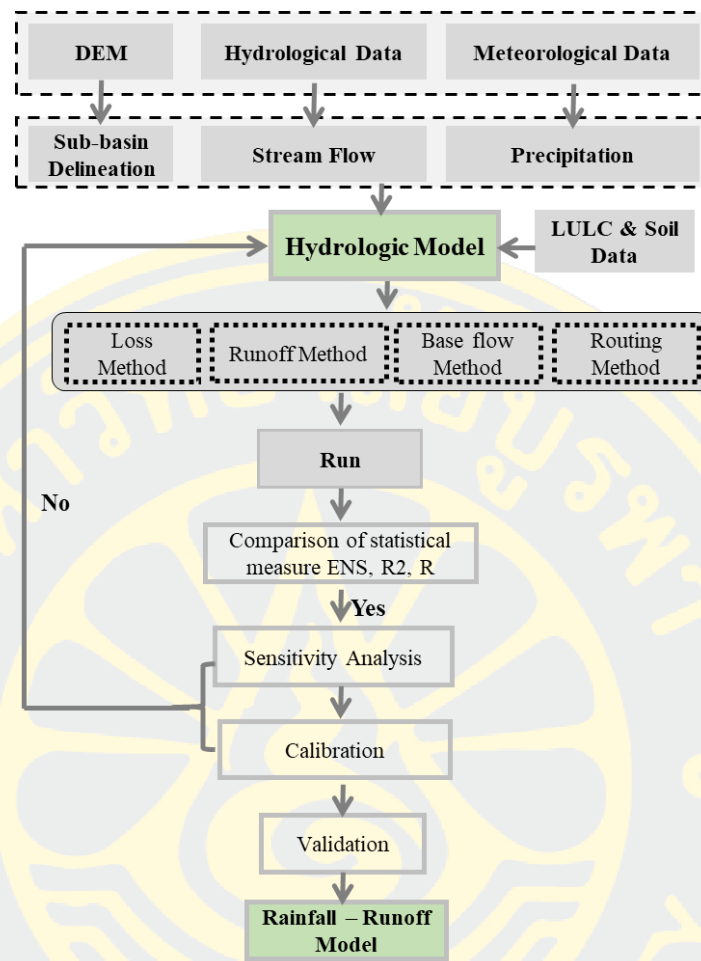 DEM
Hydrological Data
Meteorological Data
Sub-basin
Delineation
Stream Flow
Precipitation
Hydrologic Model
LULC & Soil
Data
Loss
Method
Runoff Method
Base flow
Method
Routing
Method
Run
No
Comparison of statistical
measure ENS, R2, R
Yes
Sensitivity Analysis
Calibration
Validation
Rainfall – Runoff
Model